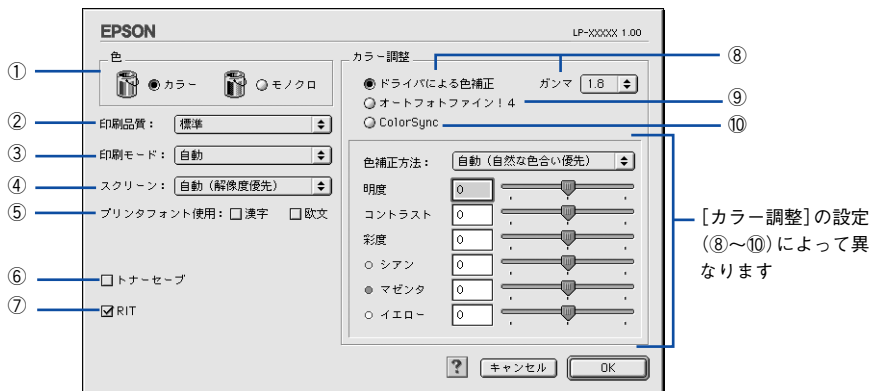 EPSON
LP-XXXXX 1.00
色
カラー
モノクロ
印刷品質：
標準
印刷モード：
自動
スクリーン：
自動（解像度優先）
プリンタフォント使用：
漢字
欧文
トナーセーブ
RIT
カラー調整
ドライバによる色補正
ガンマ
1.8
オートフォトファイン！4
ColorSync
色補正方法：
自動（自然な色合い優先）
明度
0
コントラスト
0
彩度
0
シアン
0
マゼンタ
0
イエロー
0
?
キャンセル
OK
①
②
③
④
⑤
⑥
⑦
⑧
⑨
⑩
［カラー調整］の設定
（⑧～⑩）によって異
なります